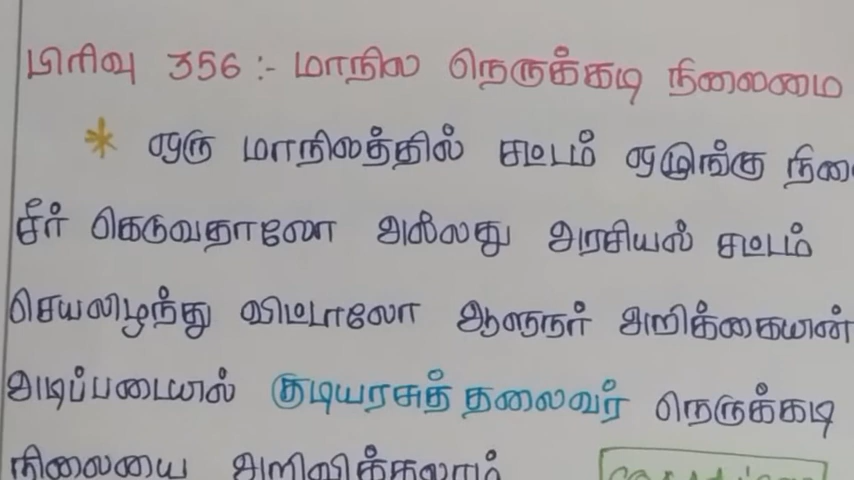 பிரிவு 356 :- மாநில நெருக்கடி நிலைமை
* ஒரு மாநிலத்தில் சட்டம் ஒழுங்கு
சீர் கெடுவதாலோ அல்லது அரசியல் சட்டம்
செயலிழந்து விட்டாலோ ஆளுநர் அறிக்கையின்
அடிப்படையில் குடியரசுத் தலைவர் நெருக்கடி
நிலையை அறிவிக்கலாம்